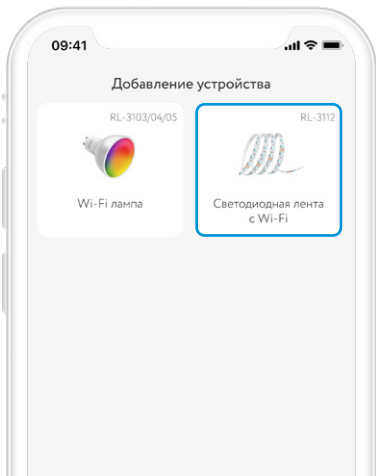 09:41
Добавление устройства
RL-3103/04/05
Wi-Fi лампа
RL-3112
Светодиодная лента
с Wi-Fi